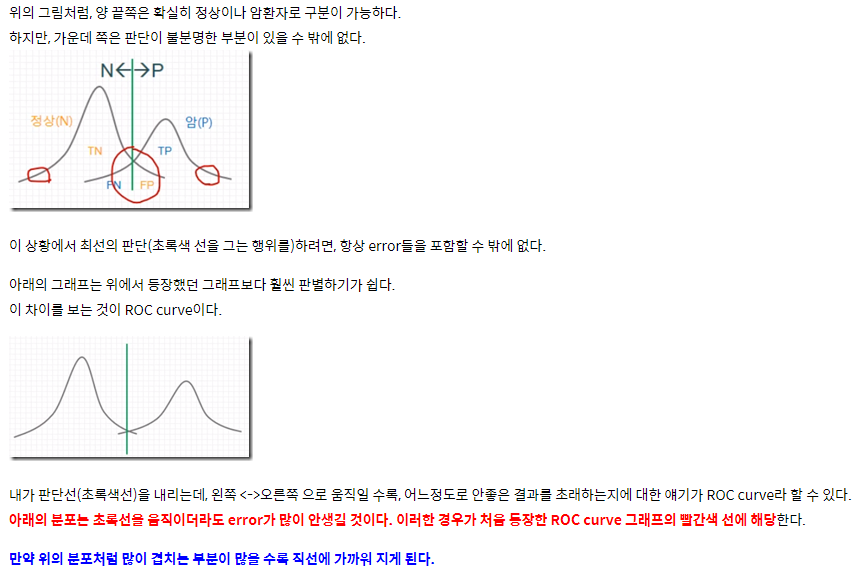 위의 그림처럼, 양 끝쪽은 확실히 정상이나 암환자로 구분이 가능하다.
하지만, 가운데 쪽은 판단이 불분명한 부분이 있을 수 밖에 없다.
N←→P
정상(N)
암(P)
TN
TP
FN
FP
이 상황에서 최선의 판단(초록색 선을 그는 행위를)하려면, 항상 error들을 포함할 수 밖에 없다.
아래의 그래프는 위에서 등장했던 그래프보다 훨씬 판별하기가 쉽다.
이 차이를 보는 것이 ROC curve이다.
내가 판단선(초록색선)을 내리는데, 왼쪽 <->오른쪽 으로 움직일 수록, 어느정도로 안좋은 결과를 초래하는지에 대한 얘기가 ROC curve라 할 수 있다.
아래의 분포는 초록선을 움직이더라도 error가 많이 안생길 것이다. 이러한 경우가 처음 등장한 ROC curve 그래프의 빨간색 선에 해당한다.
만약 위의 분포처럼 많이 겹치는 부분이 많을 수록 직선에 가까워 지게 된다.